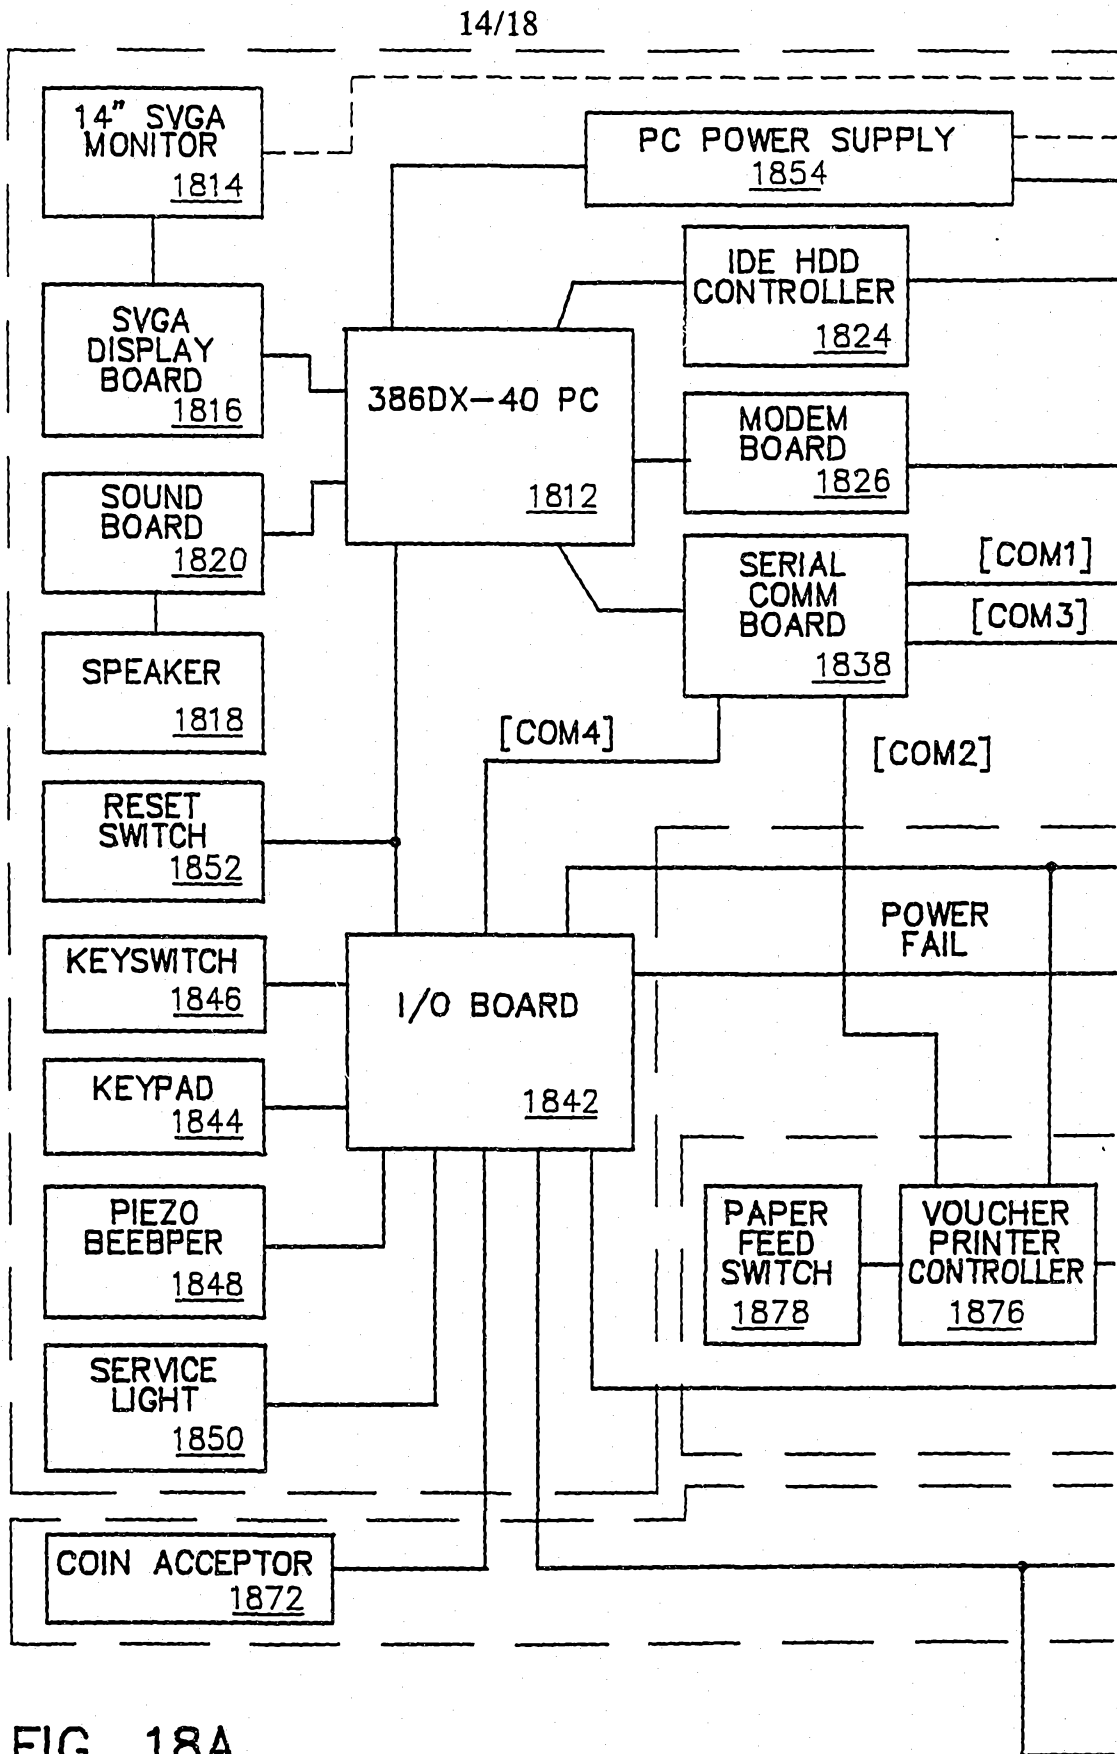 14/18
14" SVGA
MONITOR
1814
PC POWER SUPPLY
1854
IDE HDD
CONTROLLER
1824
SVGA
DISPLAY
BOARD
1816
386DX-40 PC
1812
MODEM
BOARD
1826
SOUND
BOARD
1820
SERIAL
COMM
BOARD
1838
[COM1]
[COM3]
SPEAKER
1818
[COM4]
[COM2]
RESET
SWITCH
1852
POWER
FAIL
KEYSWITCH
1846
I/O BOARD
1842
KEYPAD
1844
PIEZO
BEEBPER
1848
PAPER
FEED
SWITCH
1878
VOUCHER
PRINTER
CONTROLLER
1876
SERVICE
LIGHT
1850
COIN ACCEPTOR
1872
FIG. 18A